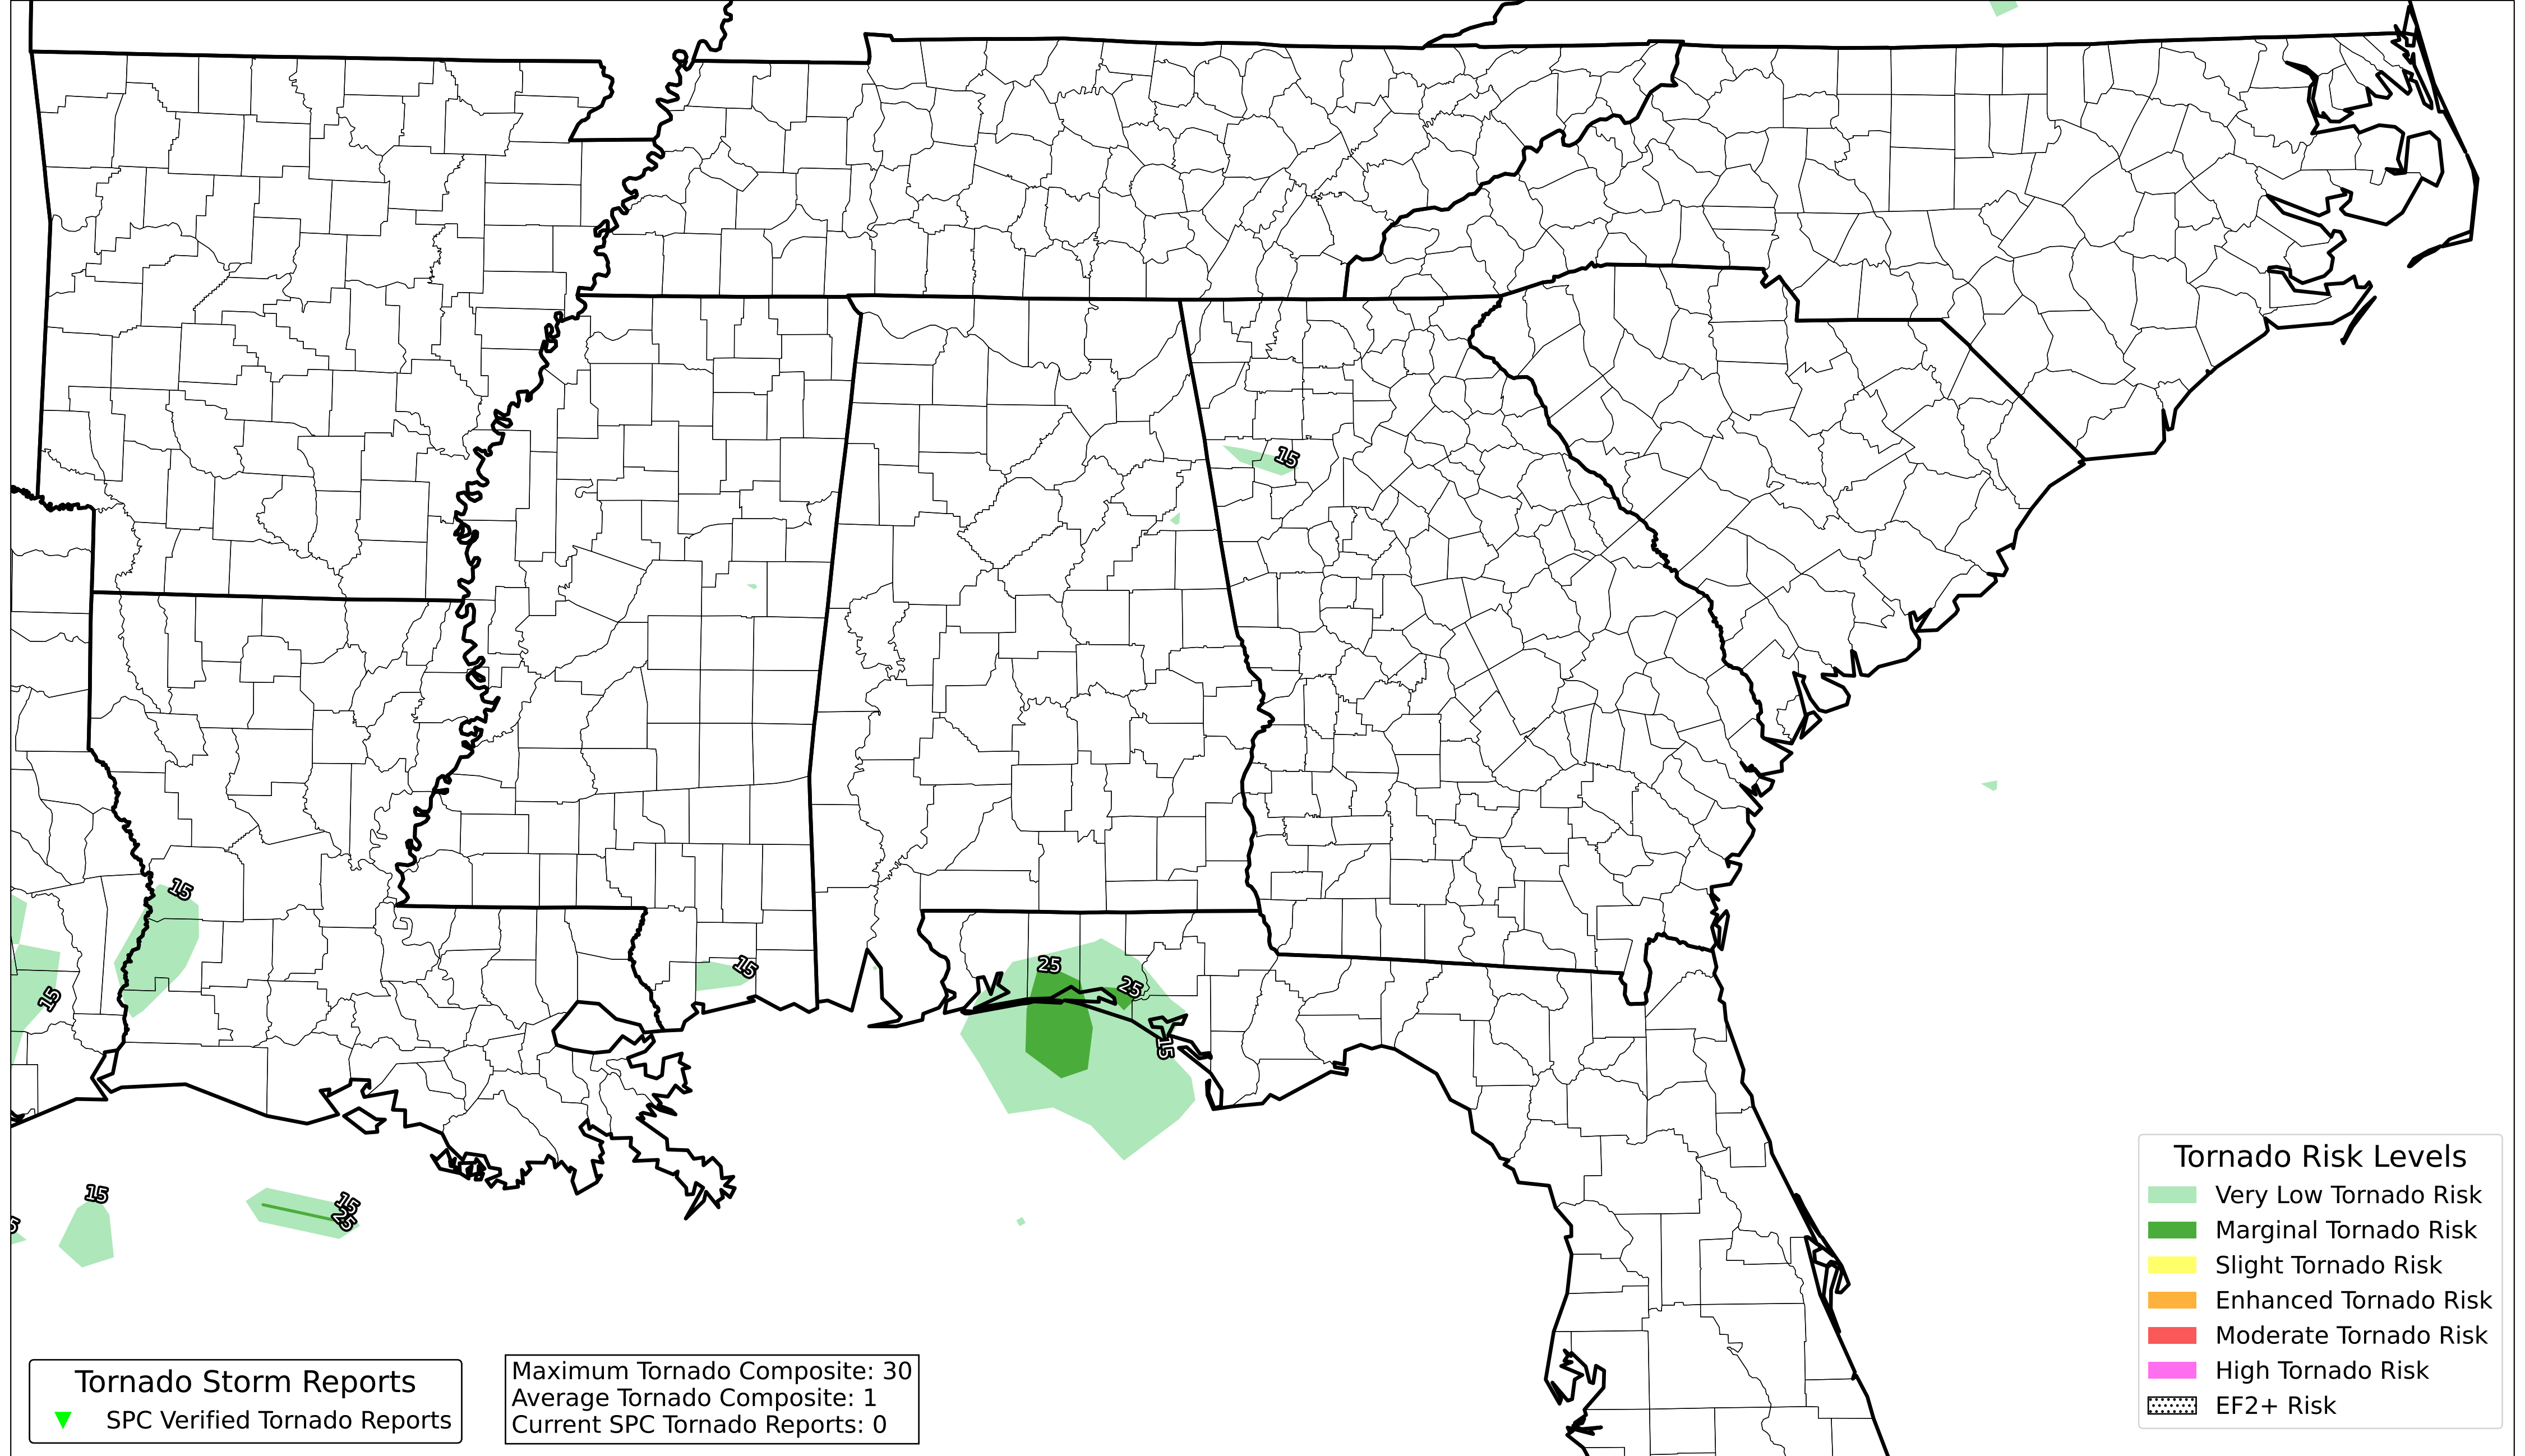 15
15
15
25
25
15
15
15
15
25
5
Tornado Risk Levels
Very Low Tornado Risk
Marginal Tornado Risk
Slight Tornado Risk
Enhanced Tornado Risk
Moderate Tornado Risk
High Tornado Risk
EF2+ Risk
Tornado Storm Reports
SPC Verified Tornado Reports
Maximum Tornado Composite: 30
Average Tornado Composite: 1
Current SPC Tornado Reports: 0